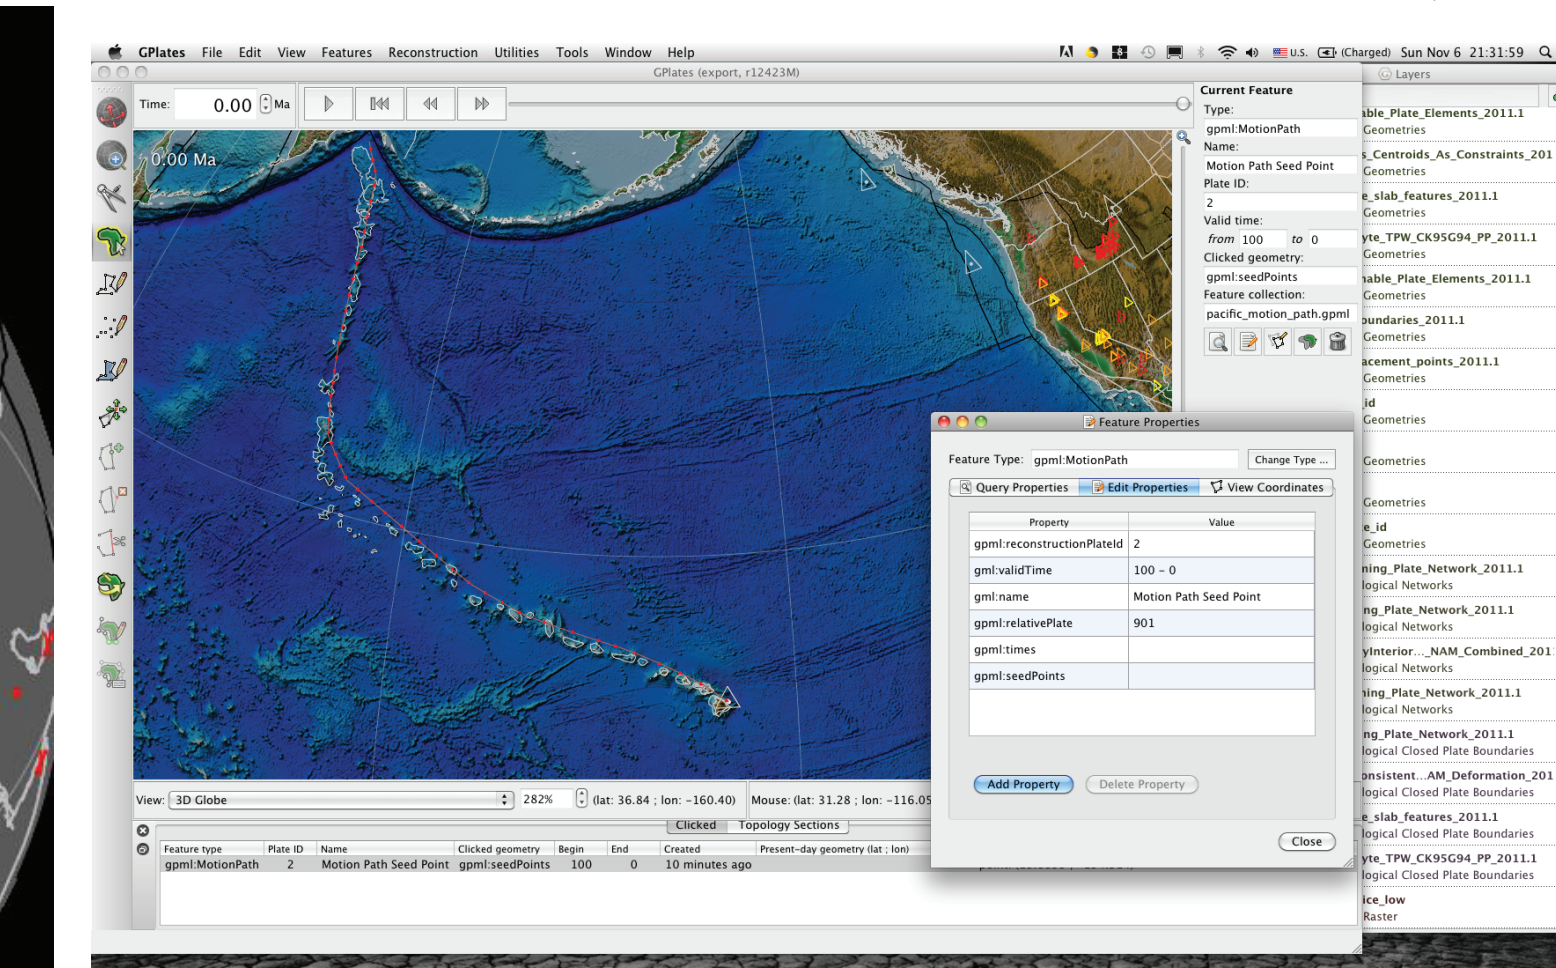 GPlates File Edit View Features Reconstruction Utilities Tools Window Help
U.S. (Charged) Sun Nov 6 21:31:59
GPlates (export, r12423M)
Layers
Time: 0.00 Ma
0.00 Ma
Current Feature
Type:
gpml:MotionPath
Name:
Motion Path Seed Point
Plate ID:
2
Valid time:
from 100 to 0
Clicked geometry:
gpml:seedPoints
Feature collection:
pacific_motion_path.gpml
Feature Properties
Feature Type: gpml:MotionPath Change Type ...
Query Properties Edit Properties View Coordinates
Property Value
gpml:reconstructionPlateId 2
gml:validTime 100 - 0
gml:name Motion Path Seed Point
gpml:relativePlate 901
gpml:times
gpml:seedPoints
Add Property Delete Property
Close
View: 3D Globe 282% (lat: 36.84 ; lon: -160.40) Mouse: (lat: 31.28 ; lon: -116.05
Clicked Topology Sections
Feature type Plate ID Name Clicked geometry Begin End Created Present-day geometry (lat ; lon)
gpml:MotionPath 2 Motion Path Seed Point gpml:seedPoints 100 0 10 minutes ago
able_Plate_Elements_2011.1
Geometries
s_Centroids_As_Constraints_201
Geometries
e_slab_features_2011.1
Geometries
yte_TPW_CK95G94_PP_2011.1
Geometries
nable_Plate_Elements_2011.1
Geometries
oundaries_2011.1
Geometries
acement_points_2011.1
Geometries
id
Geometries
Geometries
Geometries
e_id
Geometries
ning_Plate_Network_2011.1
logical Networks
ng_Plate_Network_2011.1
logical Networks
yInterior..._NAM_Combined_201
logical Networks
ning_Plate_Network_2011.1
logical Networks
ng_Plate_Network_2011.1
logical Closed Plate Boundaries
onsistent...AM_Deformation_201
logical Closed Plate Boundaries
e_slab_features_2011.1
logical Closed Plate Boundaries
yte_TPW_CK95G94_PP_2011.1
logical Closed Plate Boundaries
ice_low
Raster